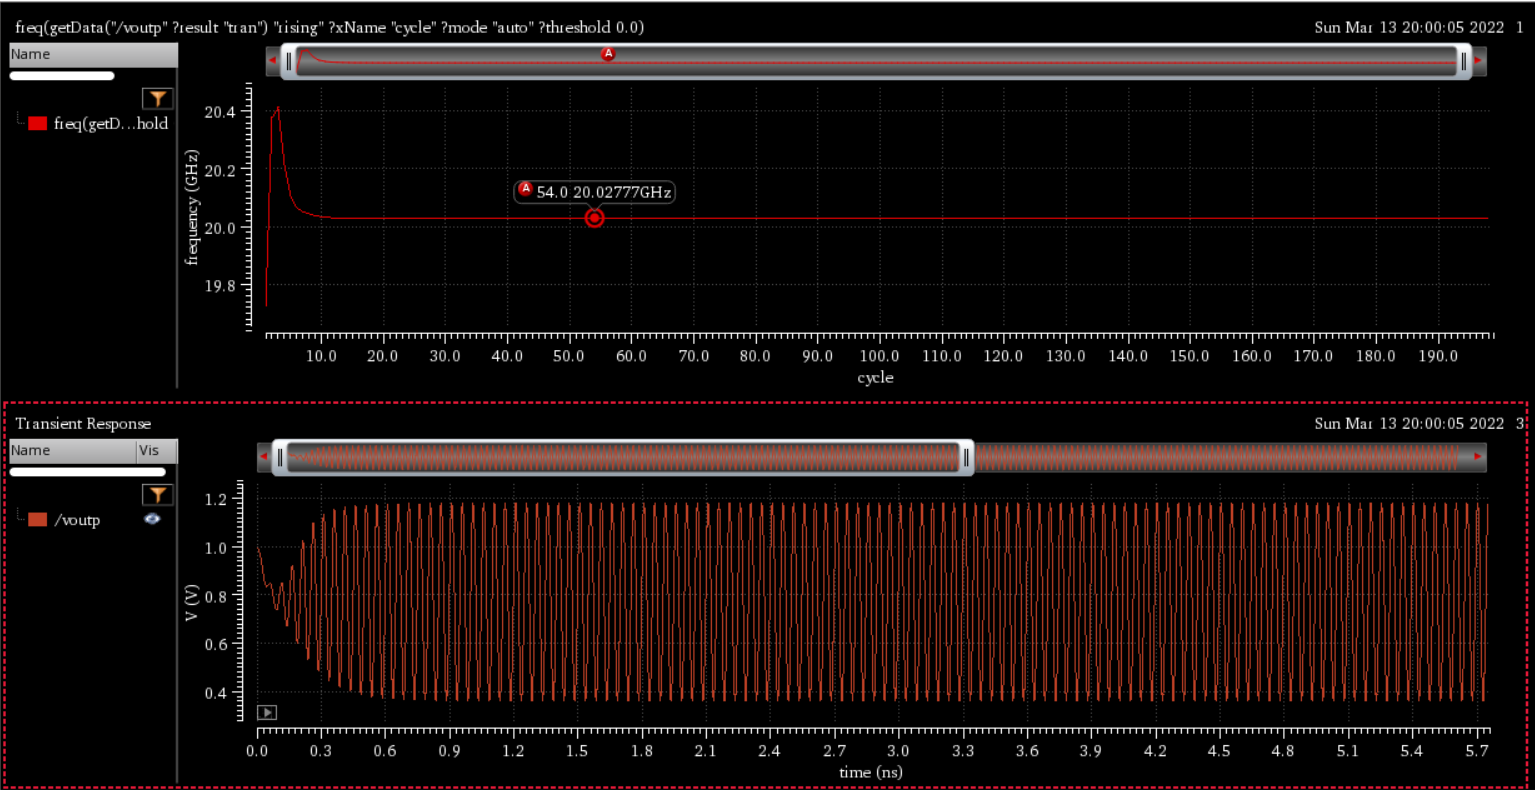 freq(getData("/voutp" ?result "tran") "rising" ?xName "cycle" ?mode "auto" ?threshold 0.0) Sun Mar 13 20:00:05 2022 1
Name
freq(getD...hold
A
20.4
20.2
20.0
19.8
frequency (GHz)
A 54.0 20.02777GHz
10.0 20.0 30.0 40.0 50.0 60.0 70.0 80.0 90.0 100.0 110.0 120.0 130.0 140.0 150.0 160.0 170.0 180.0 190.0
cycle
Transient Response Sun Mar 13 20:00:05 2022 3
Name Vis
/voutp
1.2
1.0
0.8
0.6
0.4
V (V)
0.0 0.3 0.6 0.9 1.2 1.5 1.8 2.1 2.4 2.7 3.0 3.3 3.6 3.9 4.2 4.5 4.8 5.1 5.4 5.7
time (ns)